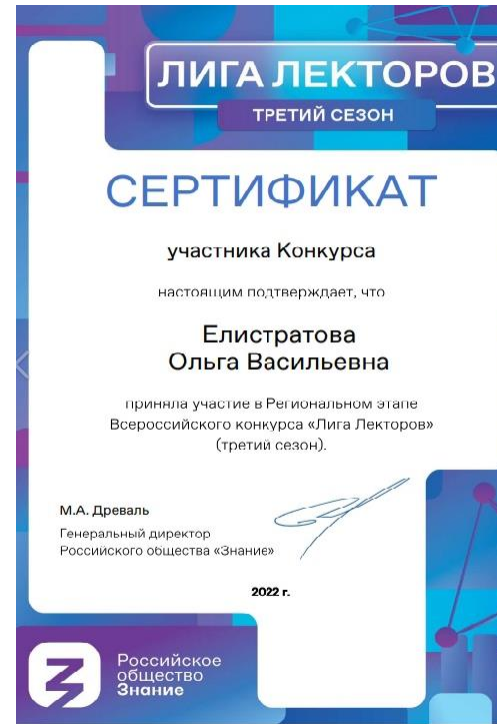 ЛИГА ЛЕКТОРОВ
ТРЕТИЙ СЕЗОН
СЕРТИФИКАТ
участника Конкурса
настоящим подтверждает, что
Елистратова
Ольга Васильевна
приняла участие в Региональном этапе
Всероссийского конкурса «Лига Лекторов»
(третий сезон).
М.А. Древаль
Генеральный директор
Российского общества «Знание»
2022 г.
Российское
общество
Знание